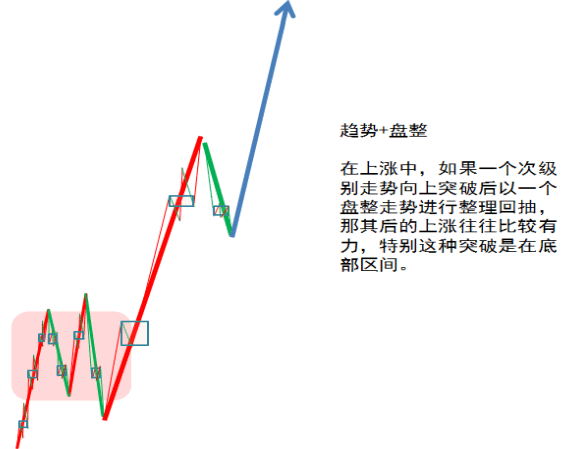 趋势+盘整
在上涨中，如果一个次级
别走势向上突破后以一个
盘整走势进行整理回抽，
那其后的上涨往往比较有
力，特别这种突破是在底
部区间。